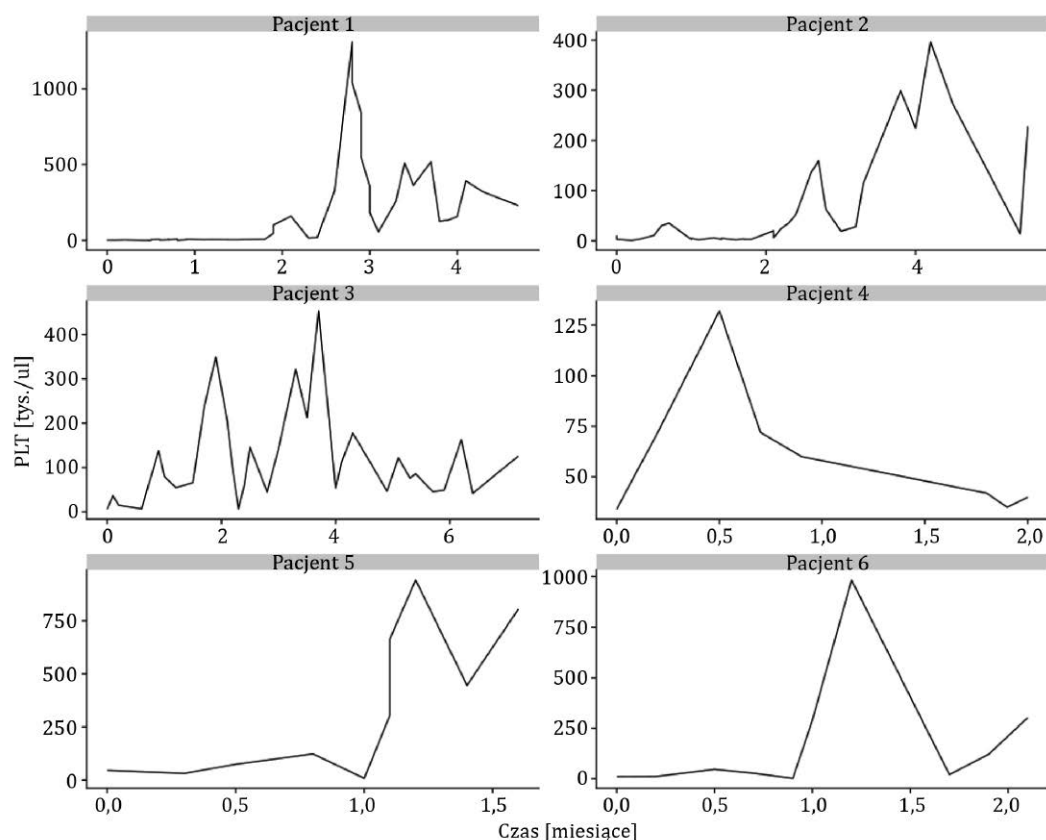 Pacjent 1
1000
500
0
0 1 2 3 4
Pacjent 2
400
300
200
100
0
0 2 4
PLT [tys./ul]
Pacjent 3
400
300
200
100
0
0 2 4 6
Pacjent 4
125
100
75
50
0,0 0,5 1,0 1,5 2,0
Pacjent 5
750
500
250
0
0,0 0,5 1,0 1,5
Pacjent 6
1000
750
500
250
0
0,0 0,5 1,0 1,5 2,0
Czas [miesiące]